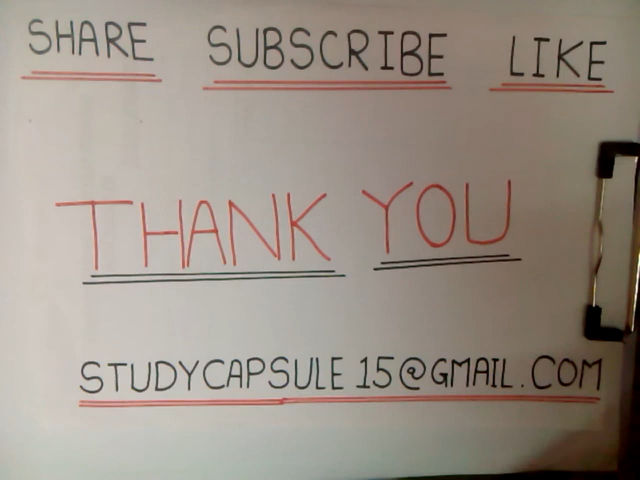 SHARE SUBSCRIBE LIKE
THANK YOU
STUDYCAPSULE 15@GMAIL.COM